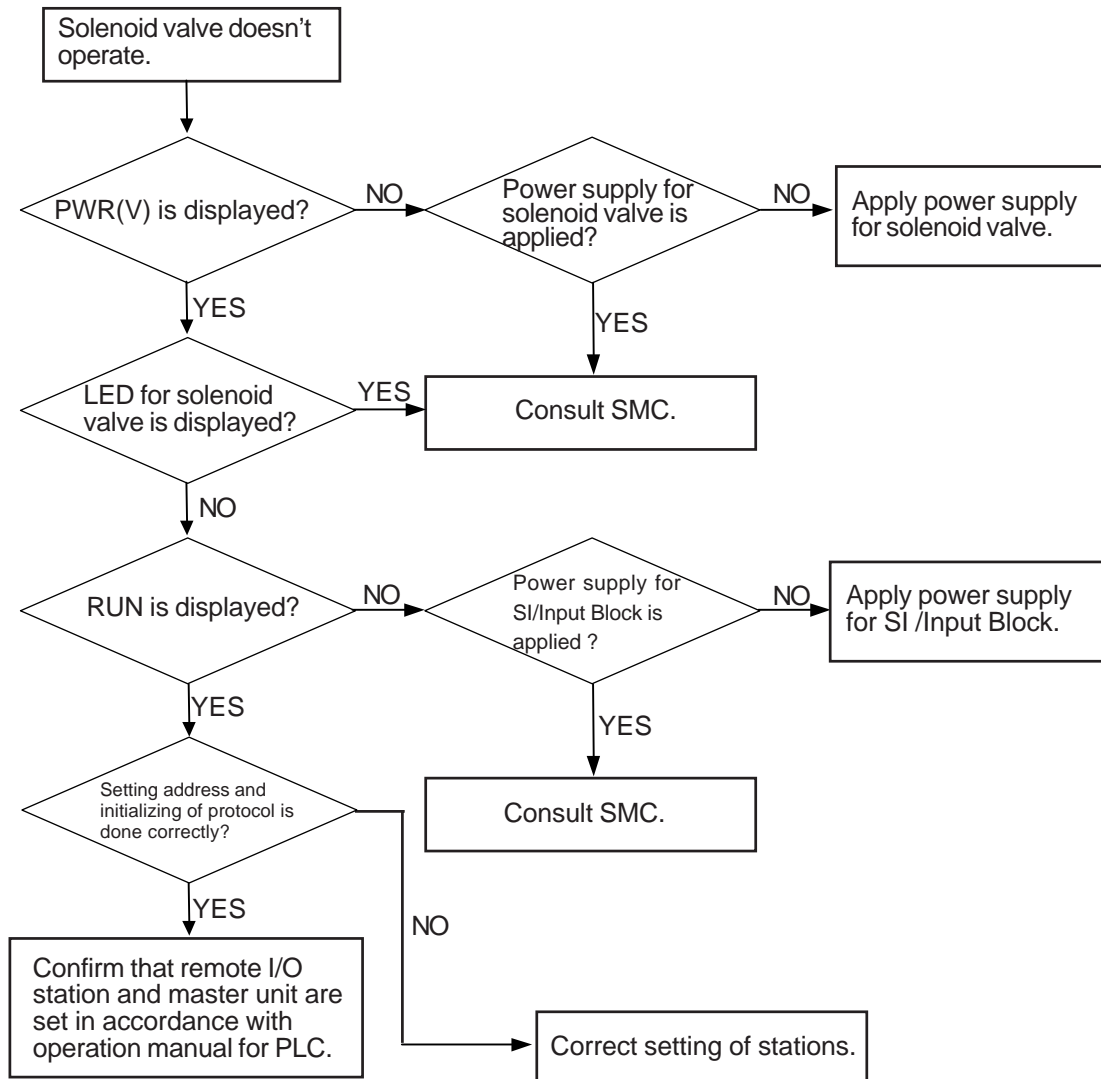 Solenoid valve doesn't
operate.
PWR(V) is displayed?
NO
Power supply for
solenoid valve is
applied?
NO
Apply power supply
for solenoid valve.
YES
YES
LED for solenoid
valve is displayed?
YES
Consult SMC.
NO
RUN is displayed?
NO
Power supply for
SI/Input Block is
applied ?
NO
Apply power supply
for SI /Input Block.
YES
YES
Setting address and
initializing of protocol is
done correctly?
Consult SMC.
YES
NO
Confirm that remote I/O
station and master unit are
set in accordance with
operation manual for PLC.
Correct setting of stations.